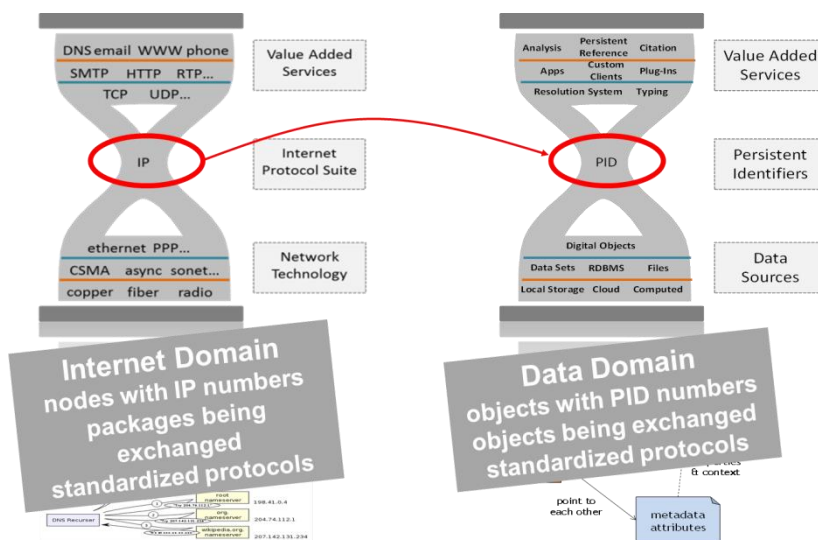 DNS email WWW phone
SMTP HTTP RTP...
TCP UDP...
IP
ethernet PPP...
CSMA async sonet...
copper fiber radio
Value Added
Services
Internet
Protocol Suite
Network
Technology
Analysis Persistent Reference Citation
Apps Custom Clients Plug-Ins
Resolution System Typing
PID
Digital Objects
Data Sets RDBMS Files
Local Storage Cloud Computed
Value Added
Services
Persistent
Identifiers
Data
Sources
Internet Domain
nodes with IP numbers
packages being
exchanged
standardized protocols
Data Domain
objects with PID numbers
objects being exchanged
standardized protocols
DNS Recurser
root
nameserver
198.41.0.4
org.
nameserver
204.74.112.1
wikipedia.org.
nameserver
207.142.131.234
& context
point to
each other
metadata
attributes